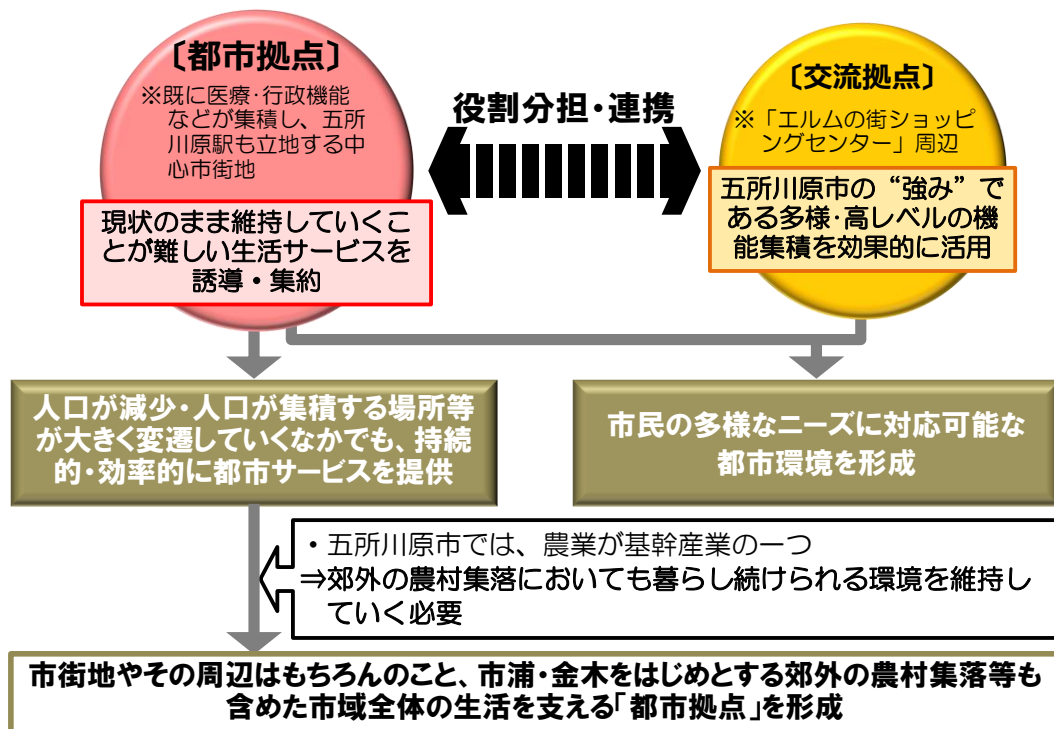 〔都市拠点〕
※既に医療・行政機能
などが集積し、五所
川原駅も立地する中
心市街地
現状のまま維持していくこ
とが難しい生活サービスを
誘導・集約
役割分担・連携
〔交流拠点〕
※「エルムの街ショッピ
ングセンター」周辺
五所川原市の“強み”で
ある多様・高レベルの機
能集積を効果的に活用
人口が減少・人口が集積する場所等
が大きく変遷していくなかでも、持続
的・効率的に都市サービスを提供
市民の多様なニーズに対応可能な
都市環境を形成
・五所川原市では、農業が基幹産業の一つ
⇒郊外の農村集落においても暮らし続けられる環境を維持し
ていく必要
市街地やその周辺はもちろんのこと、市浦・金木をはじめとする郊外の農村集落等も
含めた市域全体の生活を支える「都市拠点」を形成